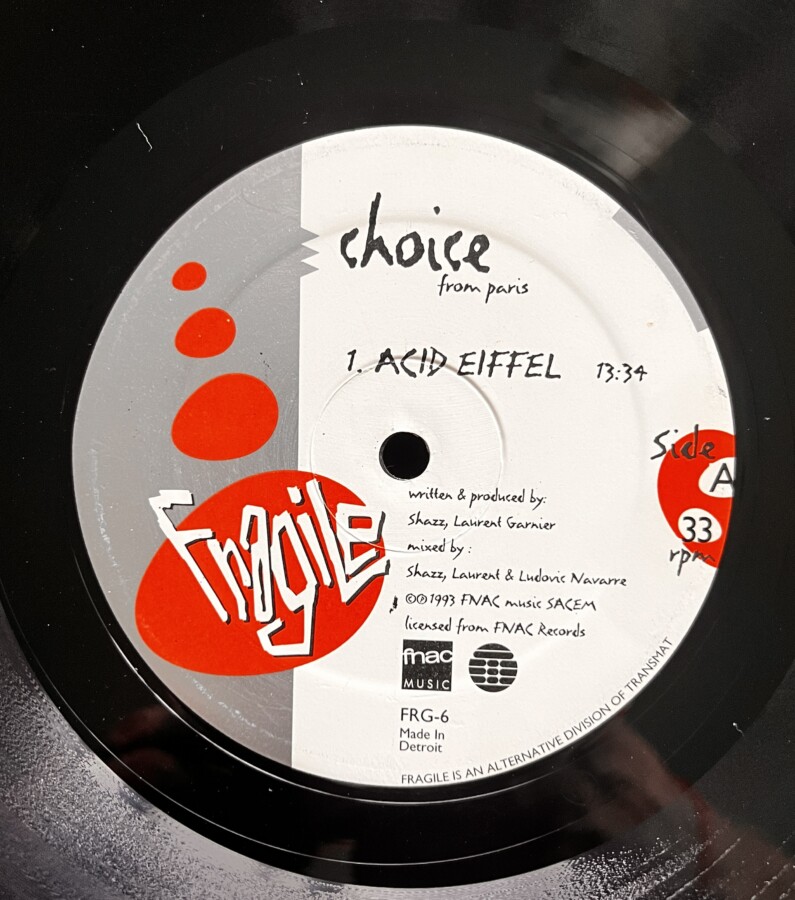 choice
from paris
1. ACID EIFFEL 13:34
Side
A
33
rpm
Fragile
written & produced by:
Shazz, Laurent Garnier
mixed by :
Shazz, Laurent & Ludovic Navarre
©℗1993 FNAC music SACEM
licensed from FNAC Records
fnac
MUSIC
FRG-6
Made In
Detroit
FRAGILE IS AN ALTERNATIVE DIVISION OF TRANSMAT